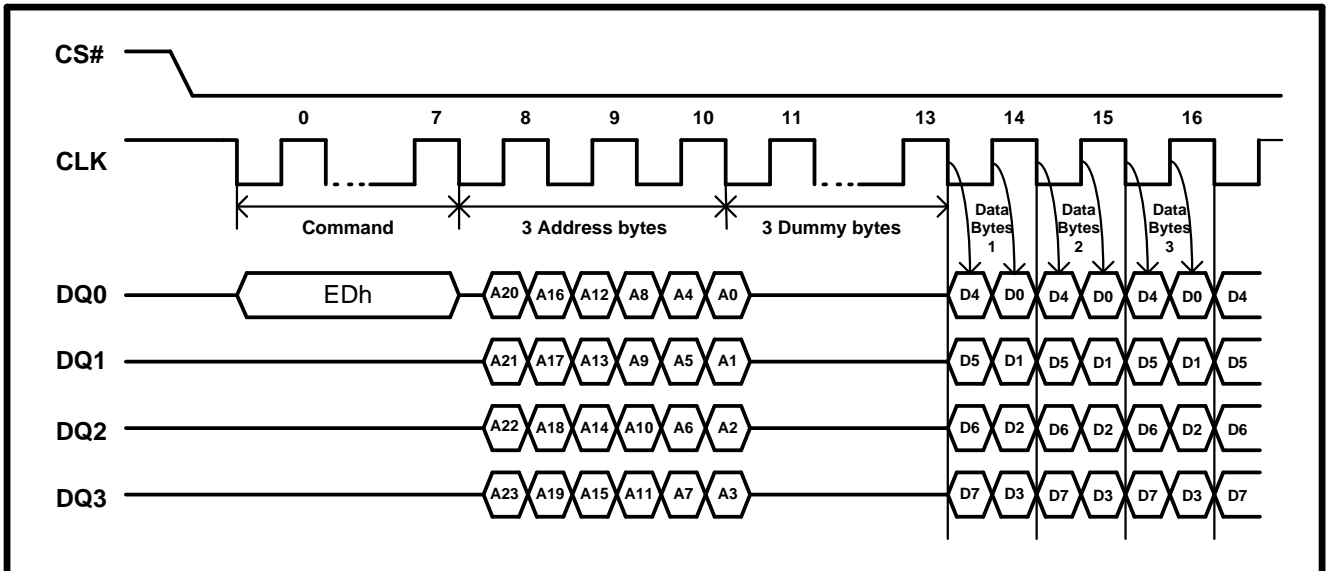 CS#
0 7 8 9 10 11 13 14 15 16
CLK
Command 3 Address bytes 3 Dummy bytes
Data Bytes 1
Data Bytes 2
Data Bytes 3
DQ0 EDh A20 A16 A12 A8 A4 A0 D4 D0 D4 D0 D4 D0 D4
DQ1 A21 A17 A13 A9 A5 A1 D5 D1 D5 D1 D5 D1 D5
DQ2 A22 A18 A14 A10 A6 A2 D6 D2 D6 D2 D6 D2 D6
DQ3 A23 A19 A15 A11 A7 A3 D7 D3 D7 D3 D7 D3 D7